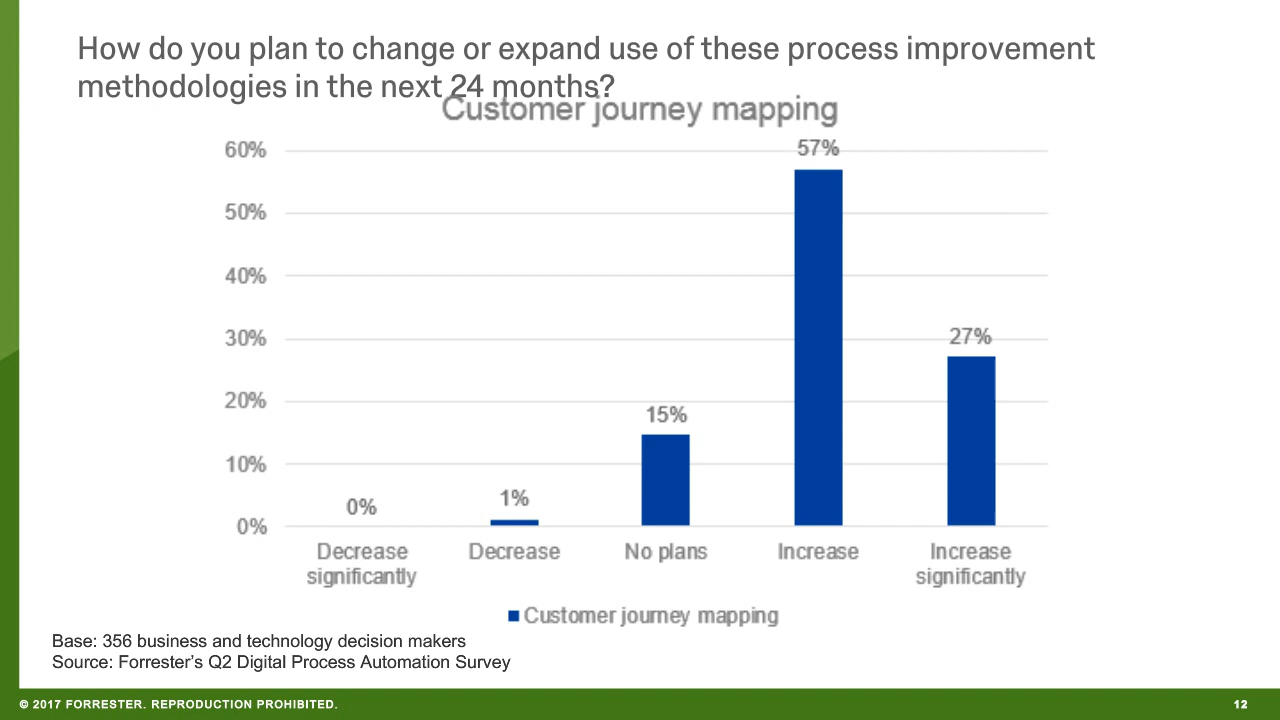 How do you plan to change or expand use of these process improvement
methodologies in the next 24 months?
Customer journey mapping
60%
50%
40%
30%
20%
10%
0%
0%
1%
15%
57%
27%
Decrease significantly
Decrease
No plans
Increase
Increase significantly
Customer journey mapping
Base: 356 business and technology decision makers
Source: Forrester’s Q2 Digital Process Automation Survey
© 2017 FORRESTER. REPRODUCTION PROHIBITED.
12